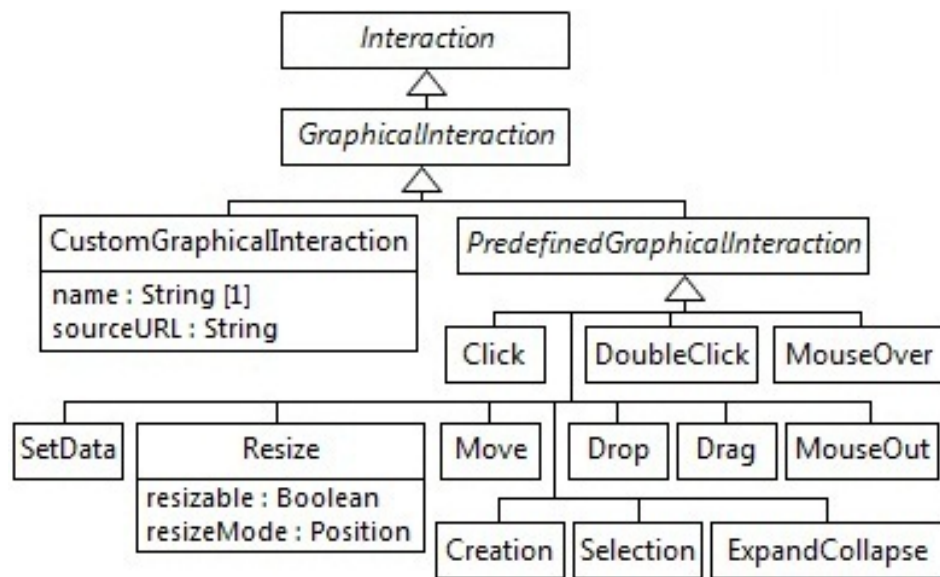 Interaction
GraphicalInteraction
CustomGraphicalInteraction
name : String [1]
sourceURL : String
PredefinedGraphicalInteraction
Click
DoubleClick
MouseOver
SetData
Resize
resizable : Boolean
resizeMode : Position
Move
Drop
Drag
MouseOut
Creation
Selection
ExpandCollapse